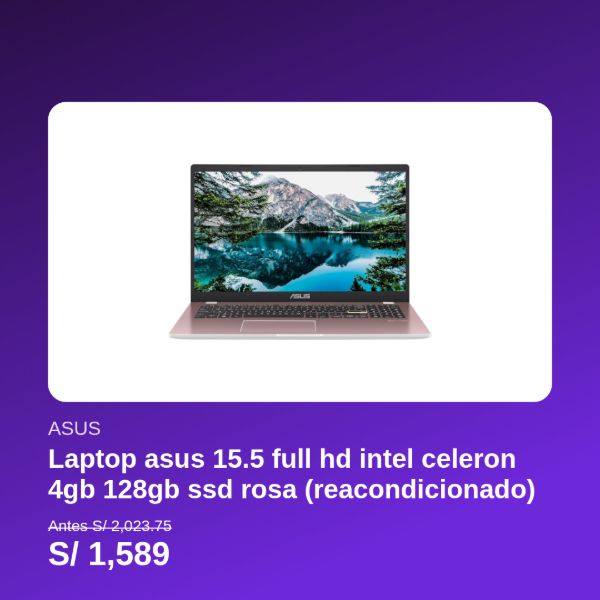 ASUS
ASUS
Laptop asus 15.5 full hd intel celeron
4gb 128gb ssd rosa (reacondicionado)
Antes S/ 2,023.75
S/ 1,589